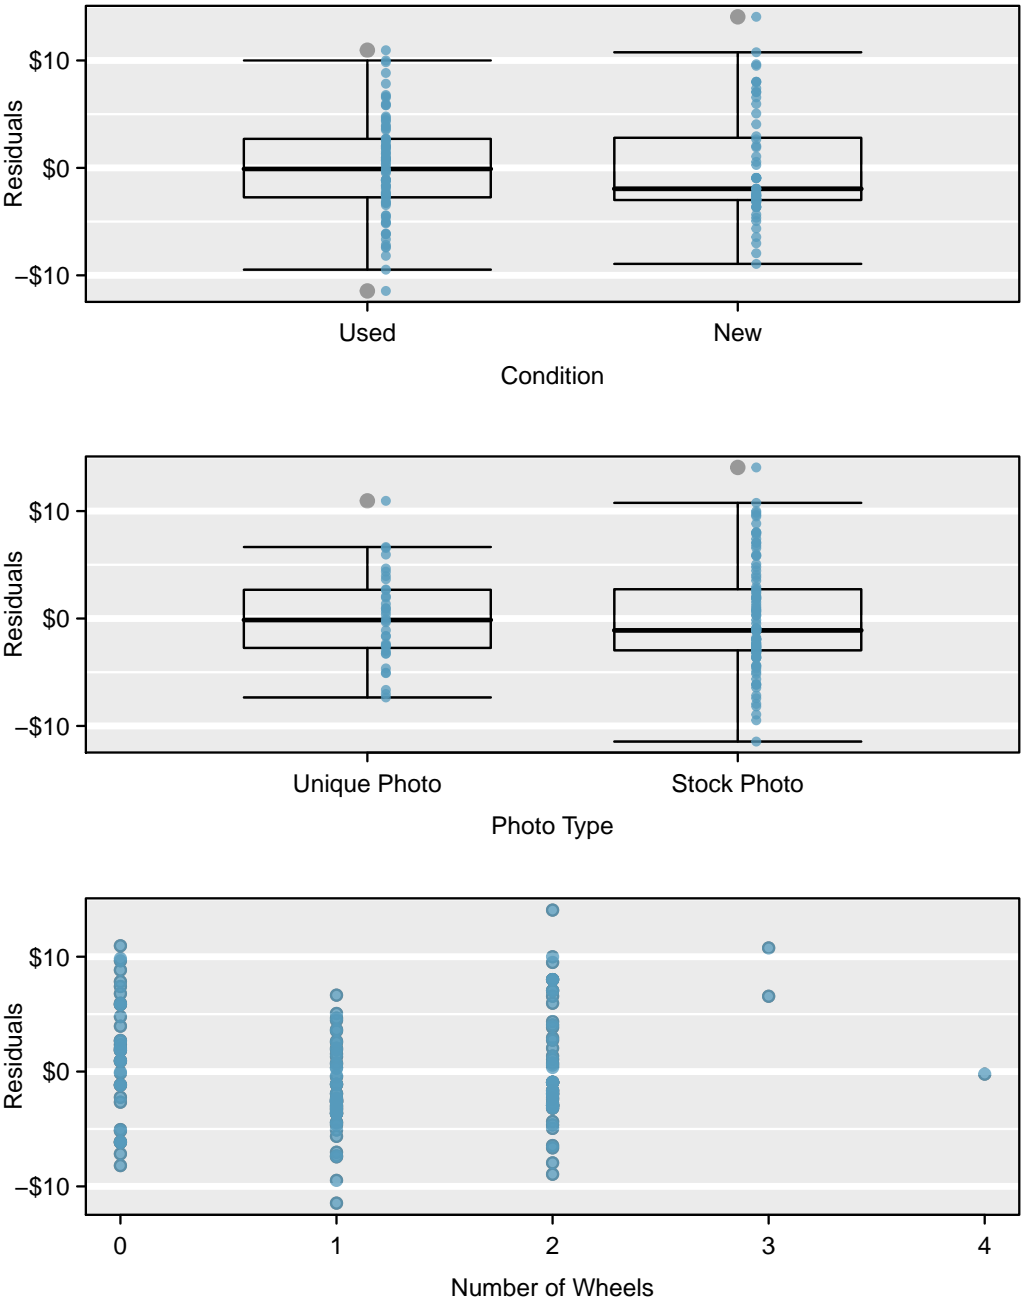 Residuals
$10
$0
−$10
Used New
Condition
Residuals
$10
$0
−$10
Unique Photo Stock Photo
Photo Type
Residuals
$10
$0
−$10
0 1 2 3 4
Number of Wheels